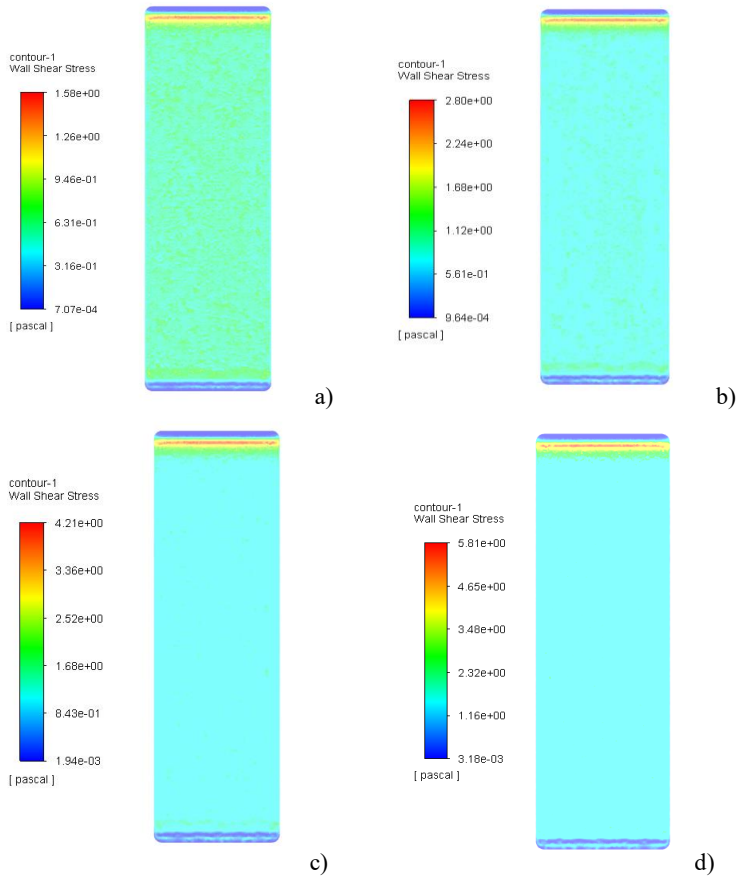 contour-1
Wall Shear Stress
1.58e+00
1.26e+00
9.46e-01
6.31e-01
3.16e-01
7.07e-04
[ pascal ]
a)
contour-1
Wall Shear Stress
2.80e+00
2.24e+00
1.68e+00
1.12e+00
5.61e-01
9.64e-04
[ pascal ]
b)
contour-1
Wall Shear Stress
4.21e+00
3.36e+00
2.52e+00
1.68e+00
8.43e-01
1.94e-03
[ pascal ]
c)
contour-1
Wall Shear Stress
5.81e+00
4.65e+00
3.48e+00
2.32e+00
1.16e+00
3.18e-03
[ pascal ]
d)